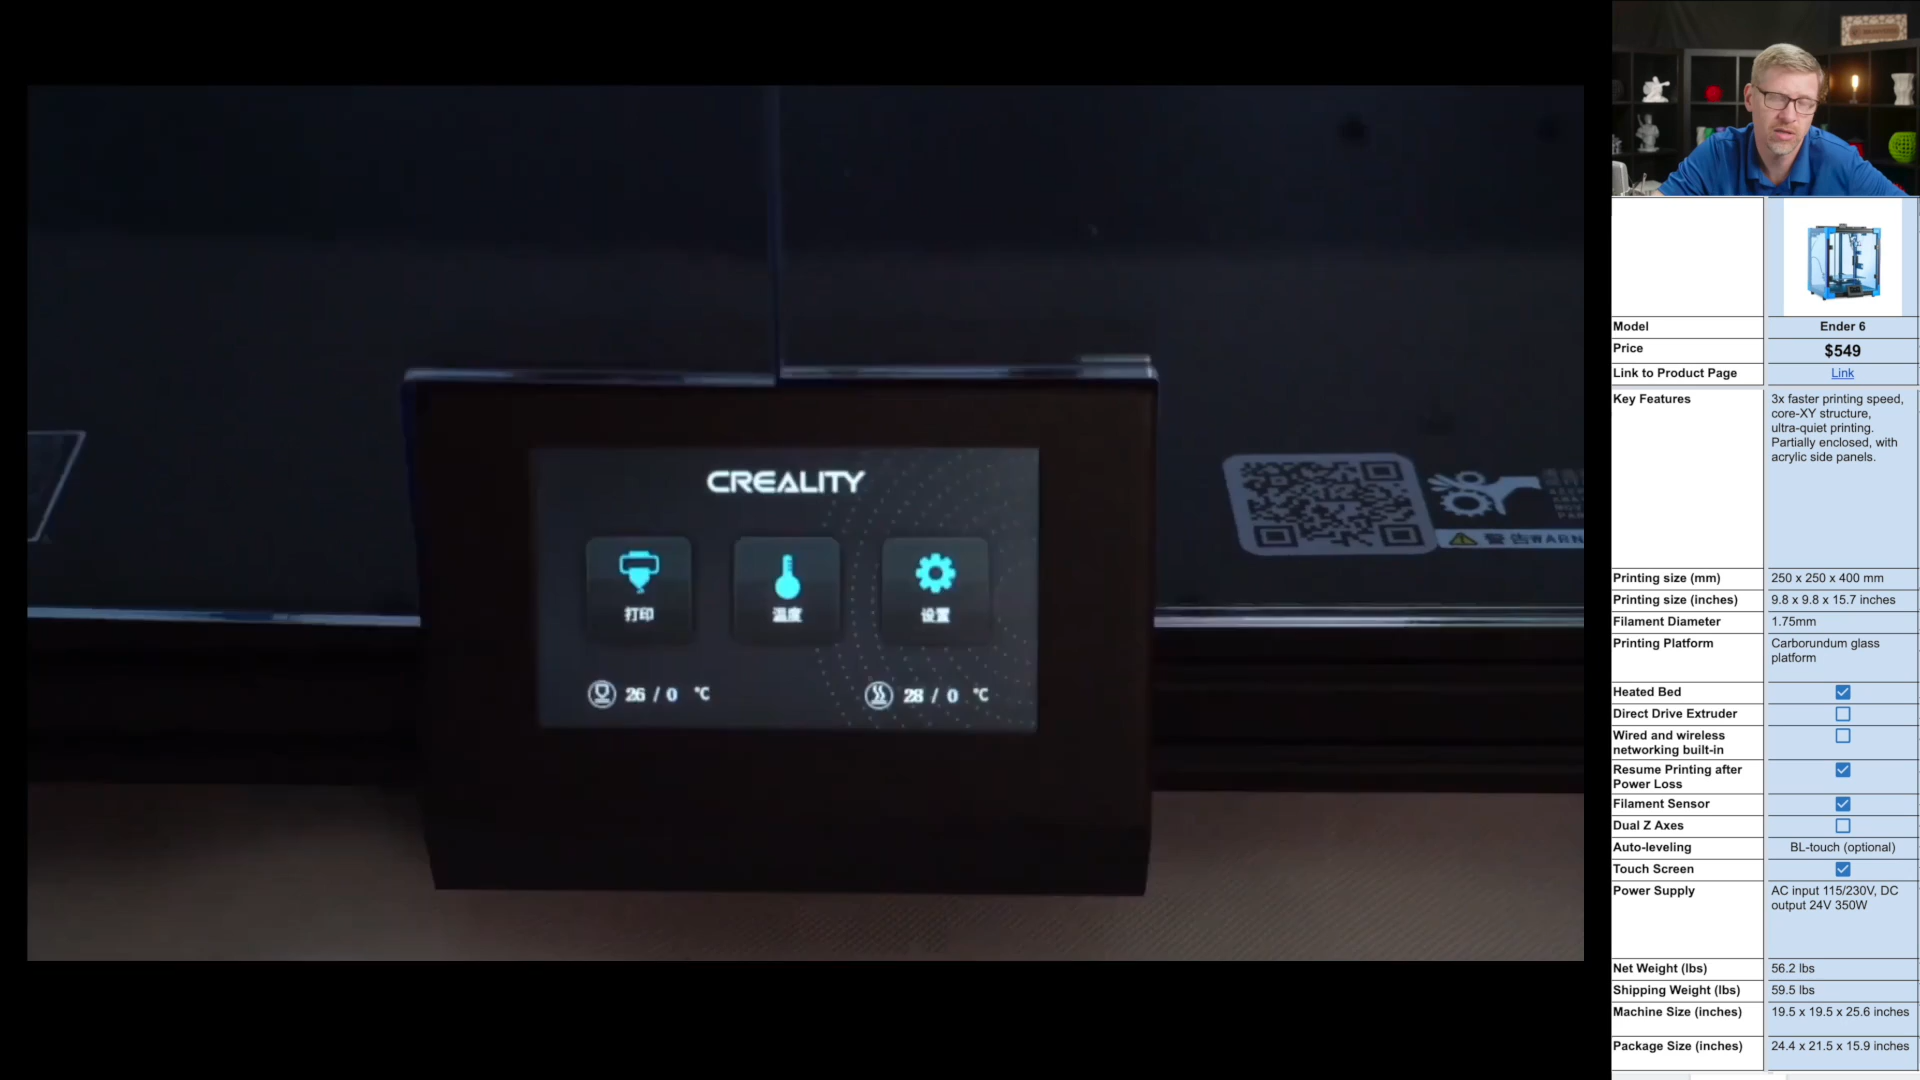 CREALITY
打印
温度
设置
26 / 0 °C
28 / 0 °C
警告WARN
Model
Ender 6
Price
$549
Link to Product Page
Link
Key Features
3x faster printing speed,
core-XY structure,
ultra-quiet printing.
Partially enclosed, with
acrylic side panels.
Printing size (mm)
250 x 250 x 400 mm
Printing size (inches)
9.8 x 9.8 x 15.7 inches
Filament Diameter
1.75mm
Printing Platform
Carborundum glass
platform
Heated Bed
Direct Drive Extruder
Wired and wireless
networking built-in
Resume Printing after
Power Loss
Filament Sensor
Dual Z Axes
Auto-leveling
BL-touch (optional)
Touch Screen
Power Supply
AC input 115/230V, DC
output 24V 350W
Net Weight (lbs)
56.2 lbs
Shipping Weight (lbs)
59.5 lbs
Machine Size (inches)
19.5 x 19.5 x 25.6 inches
Package Size (inches)
24.4 x 21.5 x 15.9 inches